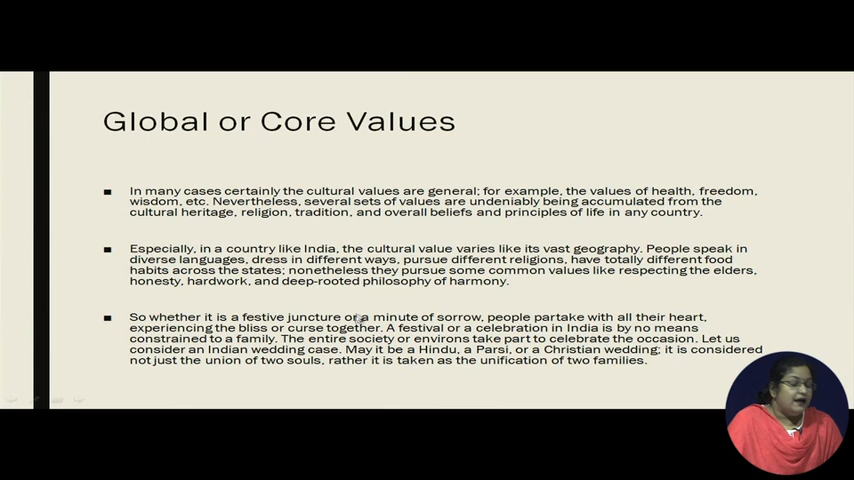 Global or Core Values
In many cases certainly the cultural values are general; for example, the values of health, freedom,
wisdom, etc. Nevertheless, several sets of values are undeniably being accumulated from the
cultural heritage, religion, tradition, and overall beliefs and principles of life in any country.
Especially, in a country like India, the cultural value varies like its vast geography. People speak in
diverse languages, dress in different ways, pursue different religions, have totally different food
habits across the states; nonetheless they pursue some common values like respecting the elders,
honesty, hardwork, and deep-rooted philosophy of harmony.
So whether it is a festive juncture or a minute of sorrow, people partake with all their heart,
experiencing the bliss or curse together. A festival or a celebration in India is by no means
constrained to a family. The entire society or environs take part to celebrate the occasion. Let us
consider an Indian wedding case. May it be a Hindu, a Parsi, or a Christian wedding; it is considered
not just the union of two souls, rather it is taken as the unification of two families.